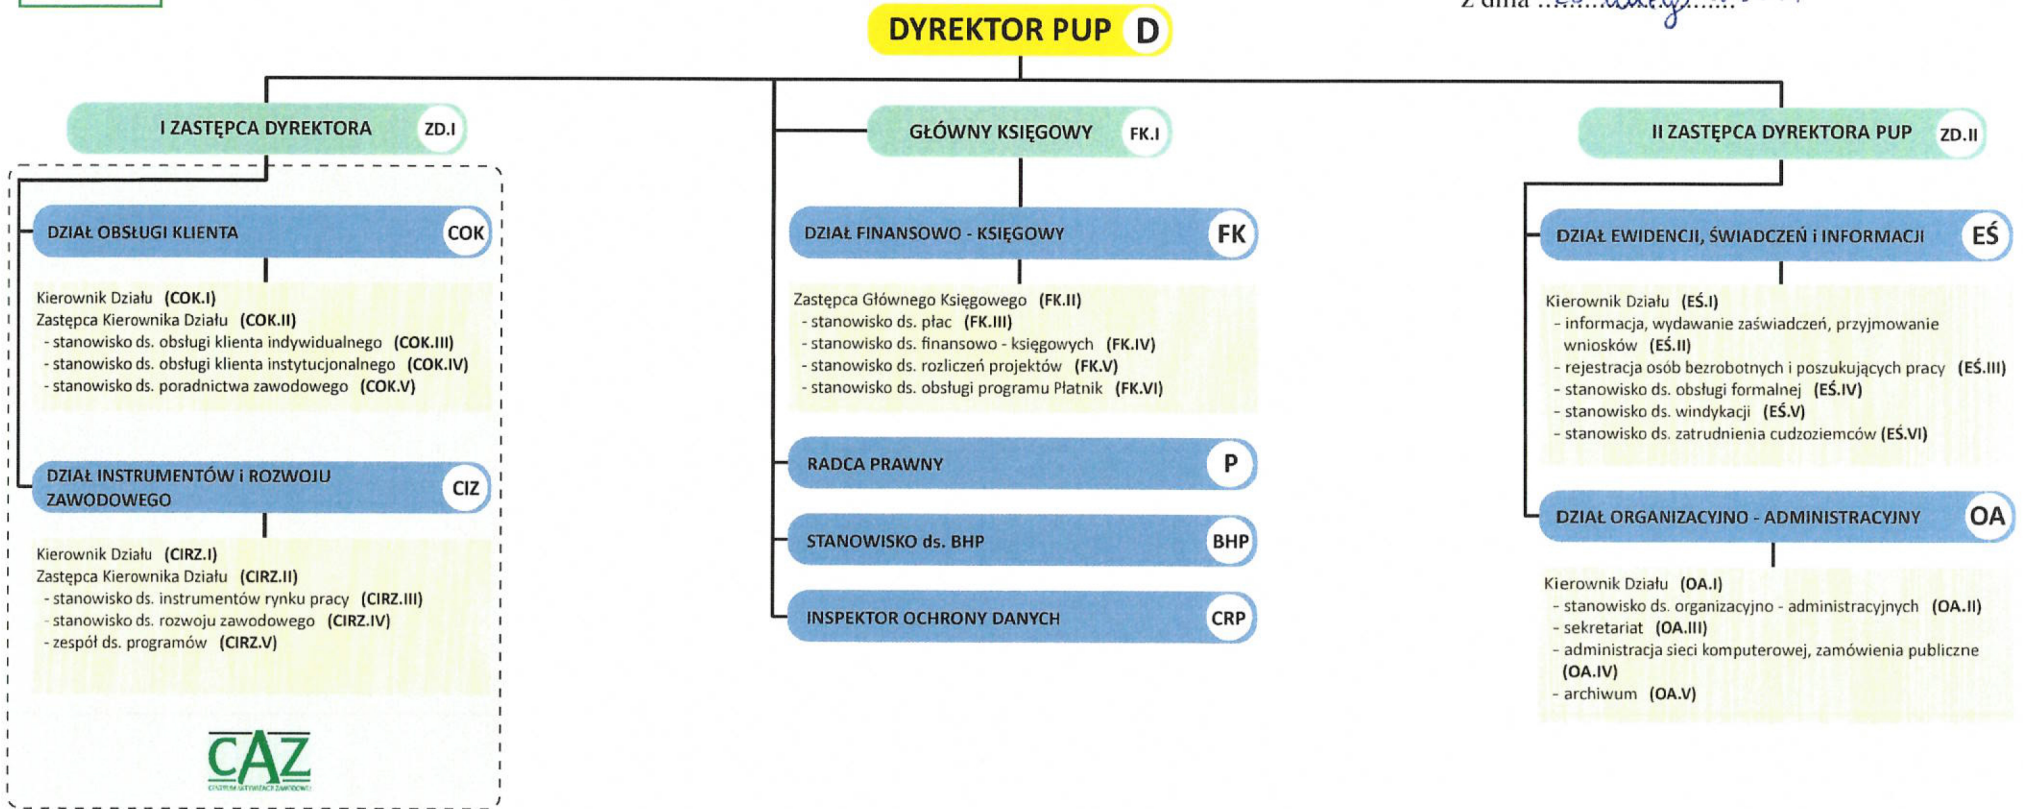 z dnia
DYREKTOR PUP D
I ZASTĘPCA DYREKTORA ZD.I
GŁÓWNY KSIĘGOWY FK.I
II ZASTĘPCA DYREKTORA PUP ZD.II
DZIAŁ OBSŁUGI KLIENTA COK
Kierownik Działu (COK.I)
Zastępca Kierownika Działu (COK.II)
- stanowisko ds. obsługi klienta indywidualnego (COK.III)
- stanowisko ds. obsługi klienta instytucjonalnego (COK.IV)
- stanowisko ds. poradnictwa zawodowego (COK.V)
DZIAŁ INSTRUMENTÓW i ROZWOJU
ZAWODOWEGO CIZ
Kierownik Działu (CIRZ.I)
Zastępca Kierownika Działu (CIRZ.II)
- stanowisko ds. instrumentów rynku pracy (CIRZ.III)
- stanowisko ds. rozwoju zawodowego (CIRZ.IV)
- zespół ds. programów (CIRZ.V)
CAZ
CENTRUM AKTYWIZACJI ZAWODOWEJ
DZIAŁ FINANSOWO - KSIĘGOWY FK
Zastępca Głównego Księgowego (FK.II)
- stanowisko ds. płac (FK.III)
- stanowisko ds. finansowo - księgowych (FK.IV)
- stanowisko ds. rozliczeń projektów (FK.V)
- stanowisko ds. obsługi programu Płatnik (FK.VI)
RADCA PRAWNY P
STANOWISKO ds. BHP BHP
INSPEKTOR OCHRONY DANYCH CRP
DZIAŁ EWIDENCJI, ŚWIADCZEŃ i INFORMACJI EŚ
Kierownik Działu (EŚ.I)
- informacja, wydawanie zaświadczeń, przyjmowanie
wniosków (EŚ.II)
- rejestracja osób bezrobotnych i poszukujących pracy (EŚ.III)
- stanowisko ds. obsługi formalnej (EŚ.IV)
- stanowisko ds. windykacji (EŚ.V)
- stanowisko ds. zatrudnienia cudzoziemców (EŚ.VI)
DZIAŁ ORGANIZACYJNO - ADMINISTRACYJNY OA
Kierownik Działu (OA.I)
- stanowisko ds. organizacyjno - administracyjnych (OA.II)
- sekretariat (OA.III)
- administracja sieci komputerowej, zamówienia publiczne
(OA.IV)
- archiwum (OA.V)